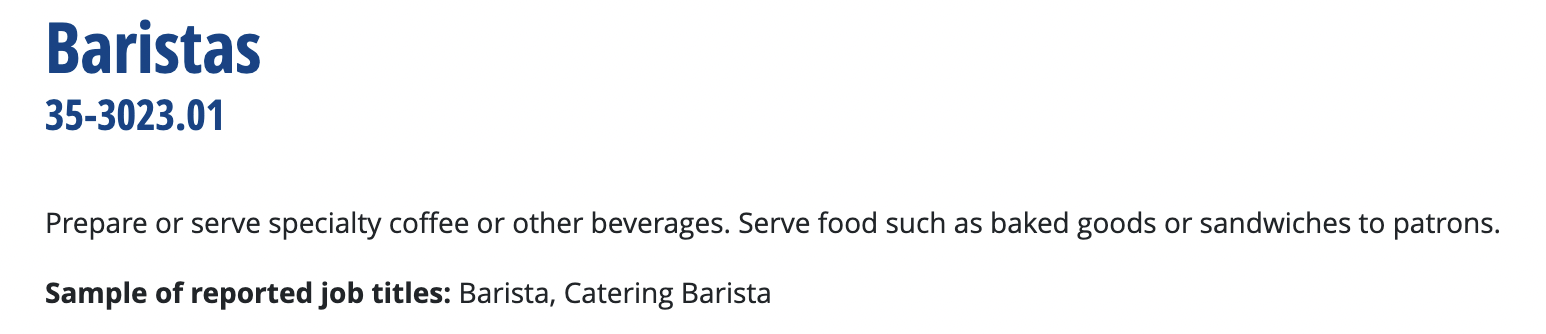 Baristas
35-3023.01
Prepare or serve specialty coffee or other beverages. Serve food such as baked goods or sandwiches to patrons.
Sample of reported job titles: Barista, Catering Barista